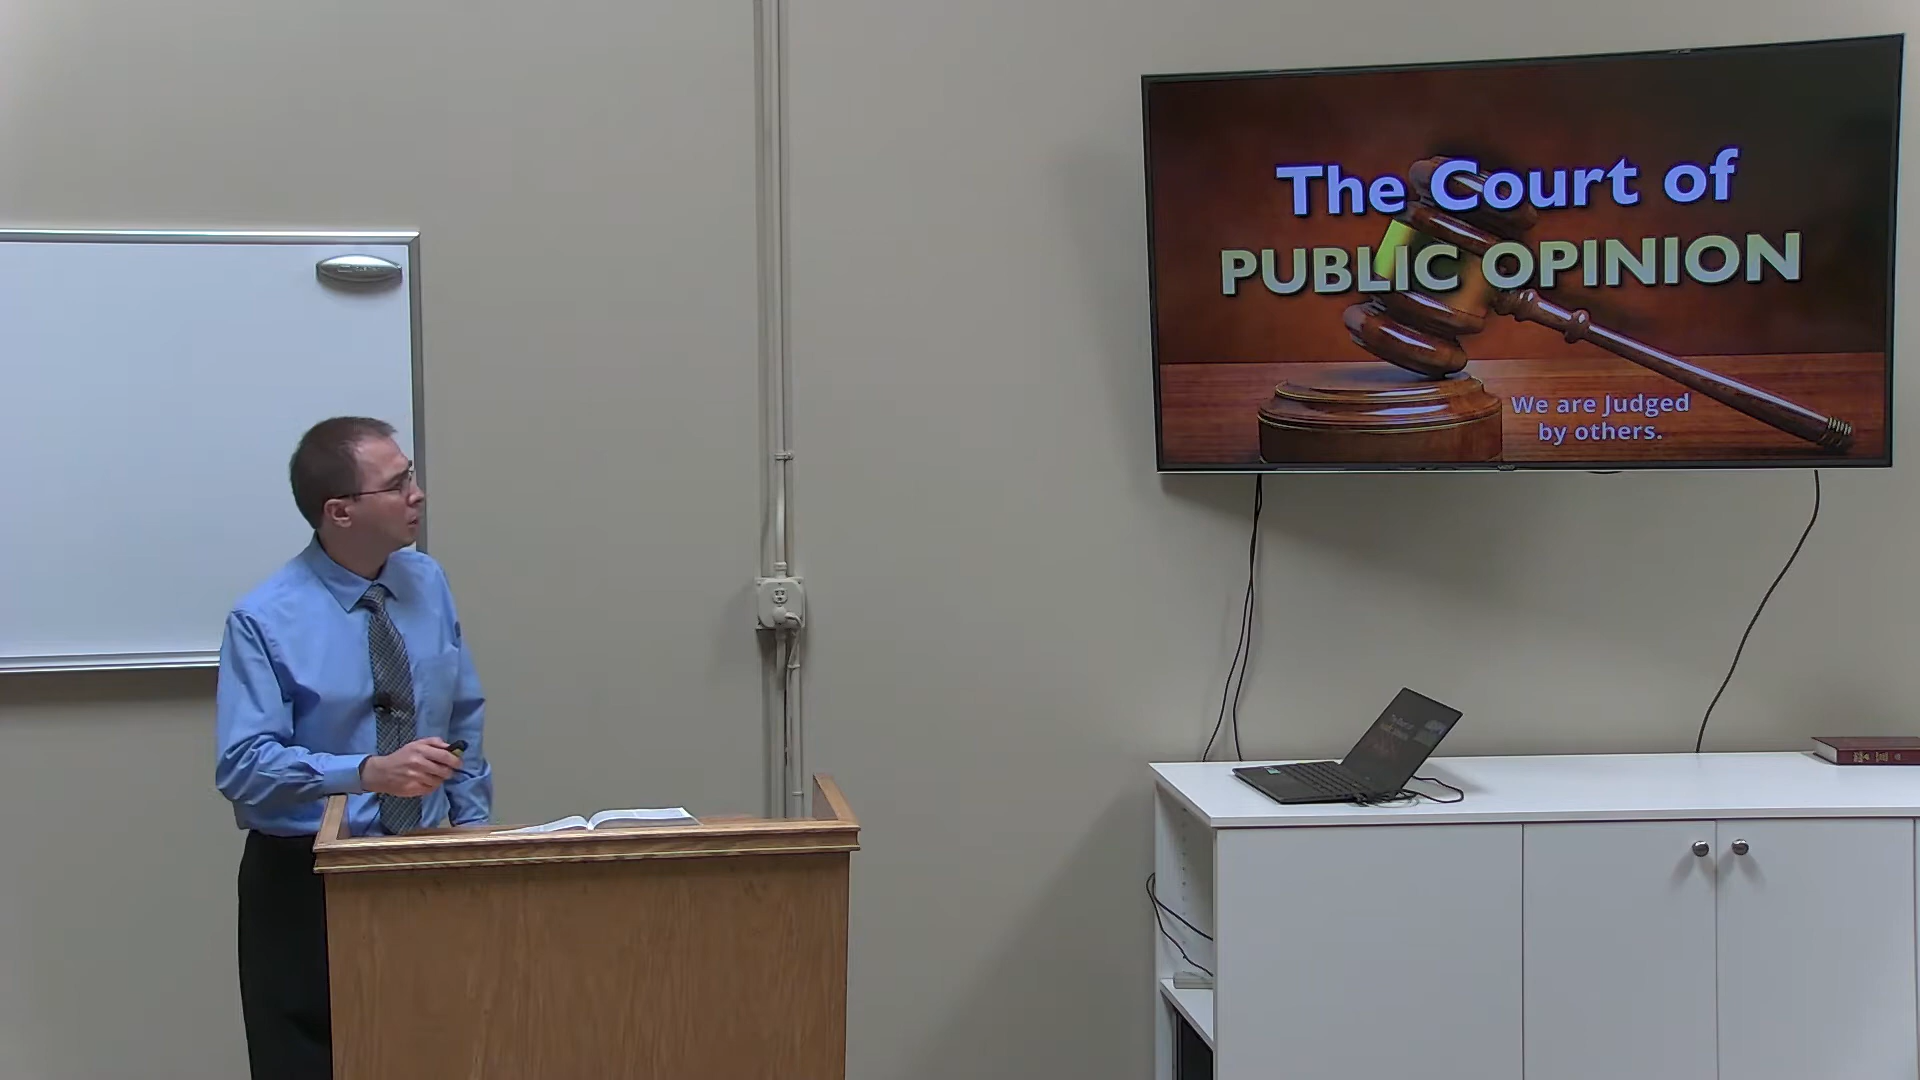 The Court of
PUBLIC OPINION
We are Judged
by others.